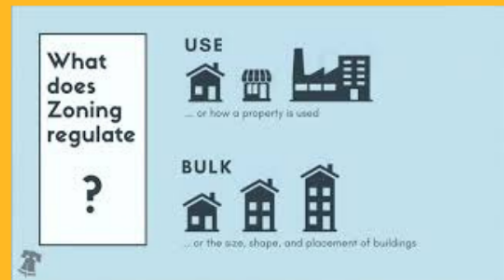 What
does
Zoning
regulate
?
USE
... or how a property is used
BULK
...or the size, shape, and placement of buildings